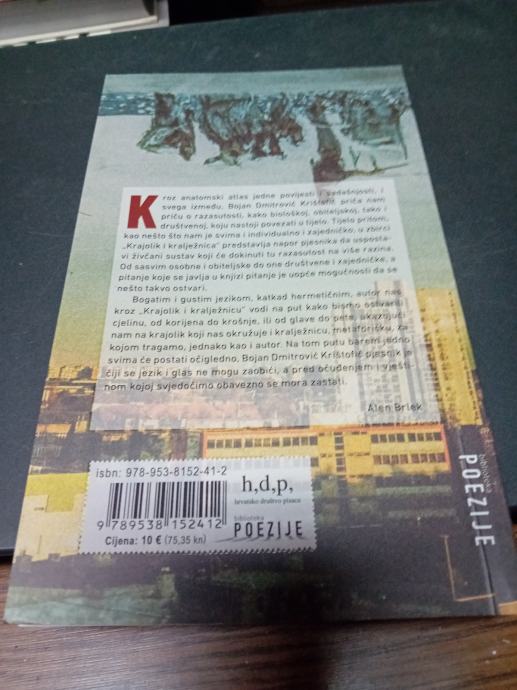 Kroz anatomski atlas jedne povijesti i sadašnjosti, i
svega između, Bojan Dmitrović Krištofić priča nam
priču o razasutosti, kako biološkoj, obiteljskoj, tako i
društvenoj, koju nastoji povezati u tijelo. Tijelo pritom,
kao nešto što nam je svima i individualno i zajedničko, u zbirci
„Krajolik i kralježnica" predstavlja napor pjesnika da usposta-
vi živčani sustav koji će dokinuti tu razasutost na više razina.
Od sasvim osobne i obiteljske do one društvene i zajedničke, a
pitanje koje se javlja u knjizi pitanje je uopće mogućnosti da se
nešto takvo ostvari.
Bogatim i gustim jezikom, katkad hermetičnim, autor nas
kroz „Krajolik i kralježnicu" vodi na put kako bismo ostvarili
cjelinu, od korijena do krošnje, ili od glave do pete, ukazujući
nam na krajolik koji nas okružuje i kralježnicu, metaforičku, za
kojom tragamo, jednako kao i autor. Na tom putu barem jedno
svima će postati očigledno, Bojan Dmitrović Krištofić pjesnik je
čiji se jezik i glas ne mogu zaobići, a pred očuđenjem i vješti-
nom kojoj svjedočimo obavezno se mora zastati.
Alen Brlek
isbn: 978-953-8152-41-2
9 789538 152412
Cijena: 10 € (75,35 kn)
h,d,p,
hrvatsko društvo pisaca
biblioteka
POEZIJE
biblioteka
POEZIJE